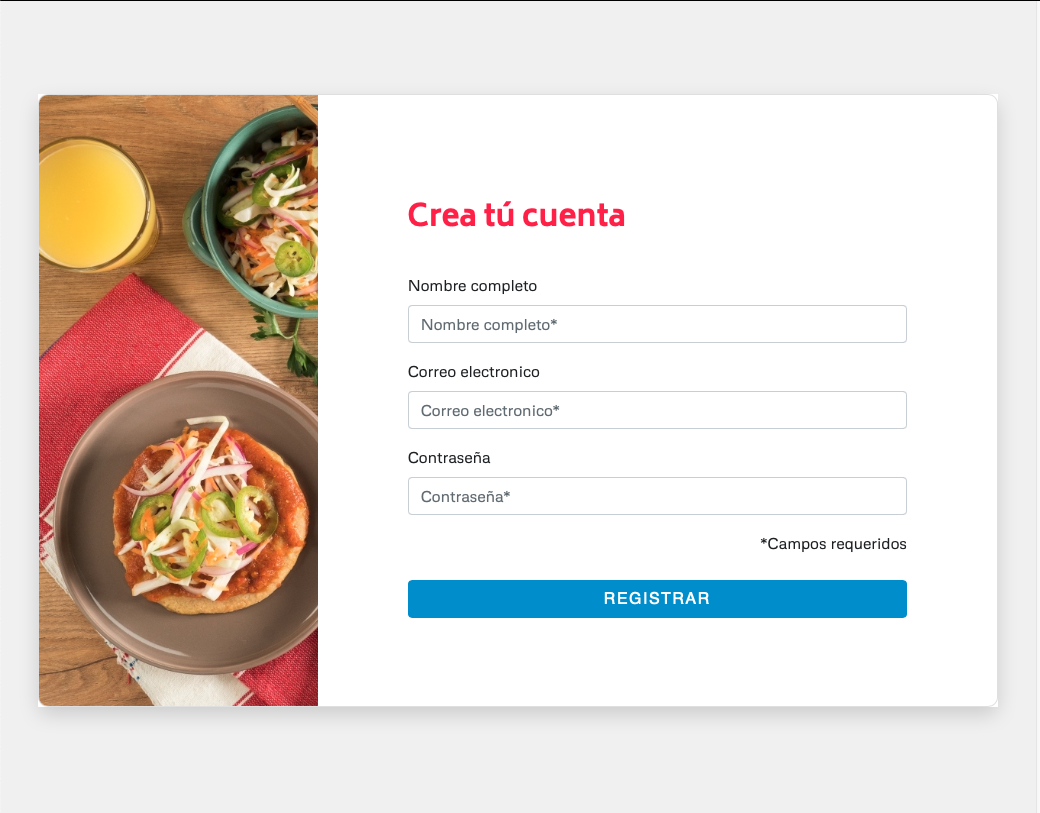 Crea tú cuenta
Nombre completo
Nombre completo*
Correo electronico
Correo electronico*
Contraseña
Contraseña*
*Campos requeridos
REGISTRAR